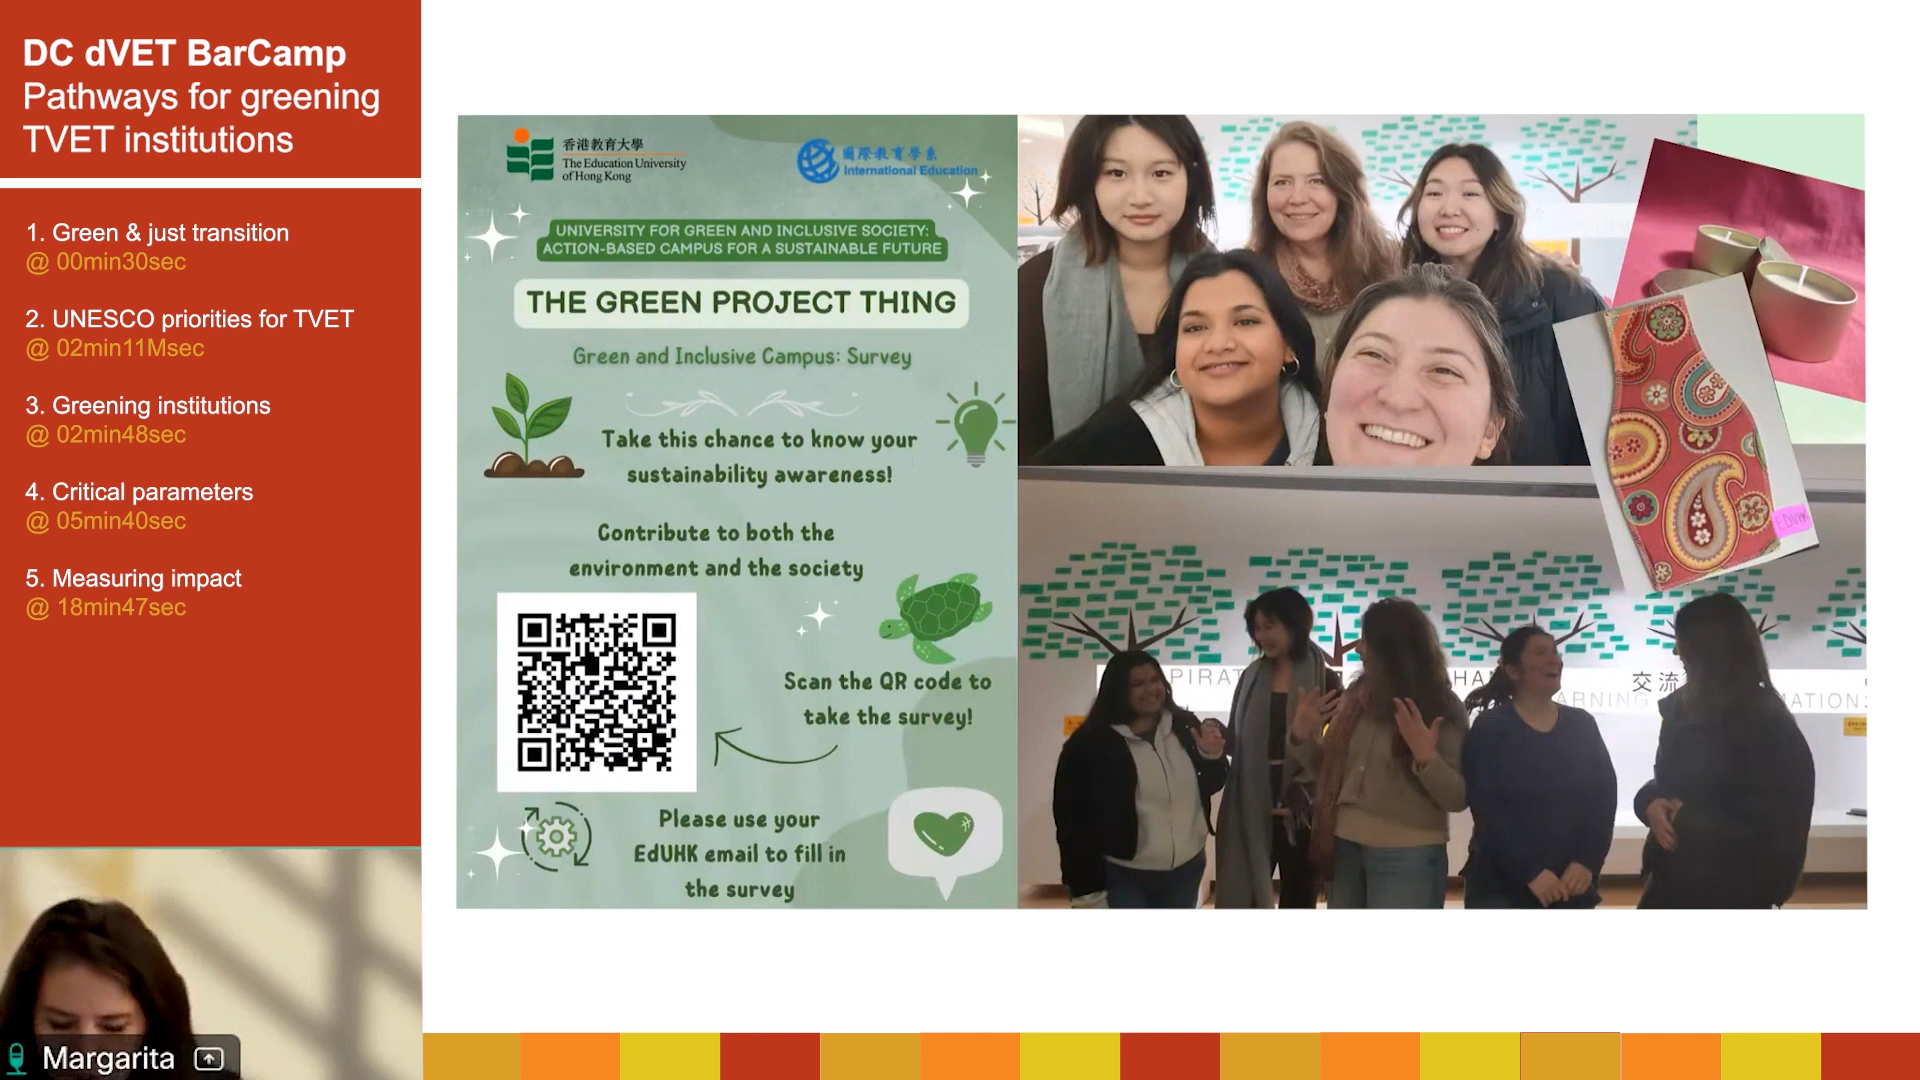 DC dVET BarCamp
Pathways for greening
TVET institutions
1. Green & just transition
@ 00min30sec
2. UNESCO priorities for TVET
@ 02min11Msec
3. Greening institutions
@ 02min48sec
4. Critical parameters
@ 05min40sec
5. Measuring impact
@ 18min47sec
Margarita
香港教育大學
The Education University
of Hong Kong
國際教育學系
International Education
UNIVERSITY FOR GREEN AND INCLUSIVE SOCIETY:
ACTION-BASED CAMPUS FOR A SUSTAINABLE FUTURE
THE GREEN PROJECT THING
Green and Inclusive Campus: Survey
Take this chance to know your
sustainability awareness!
Contribute to both the
environment and the society
Scan the QR code to
take the survey!
Please use your
EdUHK email to fill in
the survey
交流